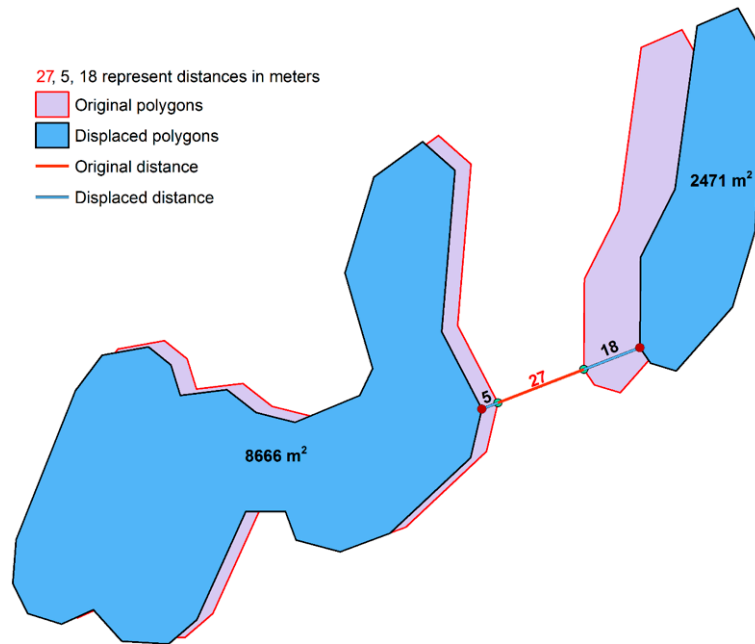 27, 5, 18 represent distances in meters
Original polygons
Displaced polygons
Original distance
Displaced distance
2471 m²
18
27
5
8666 m²